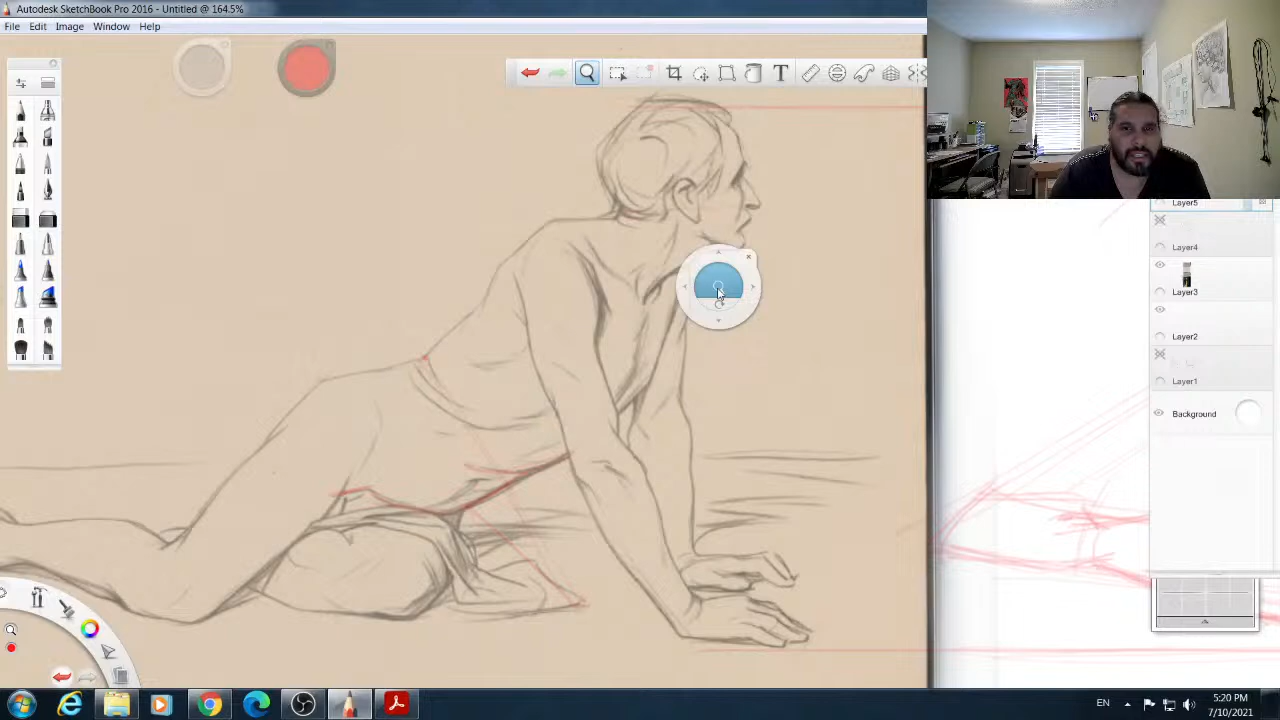 Autodesk SketchBook Pro 2016 - Untitled @ 164.5%
File Edit Image Window Help
T
Layer5
Layer4
Layer3
Layer2
Layer1
Background
EN
5:20 PM
7/10/2021